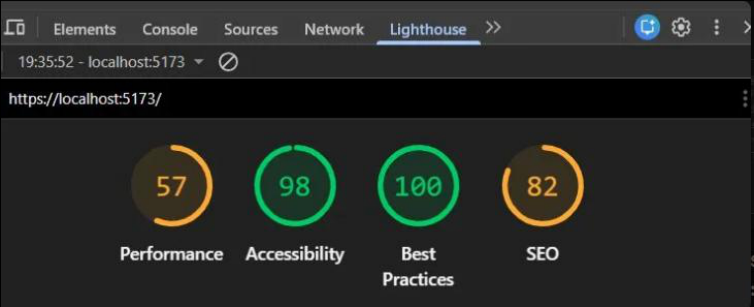 Elements Console Sources Network Lighthouse
19:35:52 - localhost:5173
https://localhost:5173/
57 98 100 82
Performance Accessibility Best Practices SEO